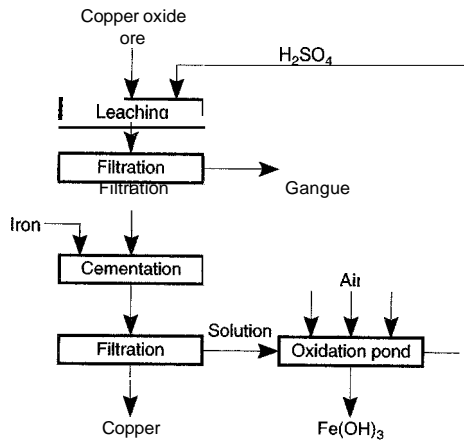 Copper oxide
ore
H₂SO₄
Leaching
Filtration
Filtration
Gangue
Iron
Cementation
Air
Solution
Filtration
Oxidation pond
Copper
Fe(OH)₃